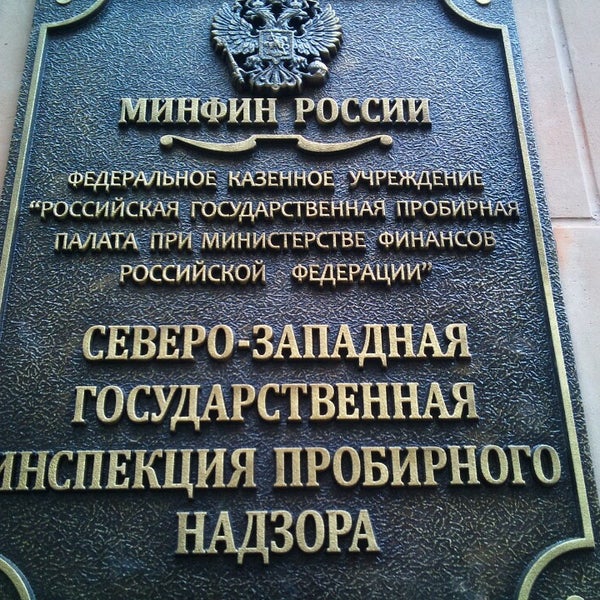 МИНФИН РОССИИ
ФЕДЕРАЛЬНОЕ КАЗЕННОЕ УЧРЕЖДЕНИЕ
“РОССИЙСКАЯ ГОСУДАРСТВЕННАЯ ПРОБИРНАЯ
ПАЛАТА ПРИ МИНИСТЕРСТВЕ ФИНАНСОВ
РОССИЙСКОЙ ФЕДЕРАЦИИ”
СЕВЕРО-ЗАПАДНАЯ
ГОСУДАРСТВЕННАЯ
ИНСПЕКЦИЯ ПРОБИРНОГО
НАДЗОРА